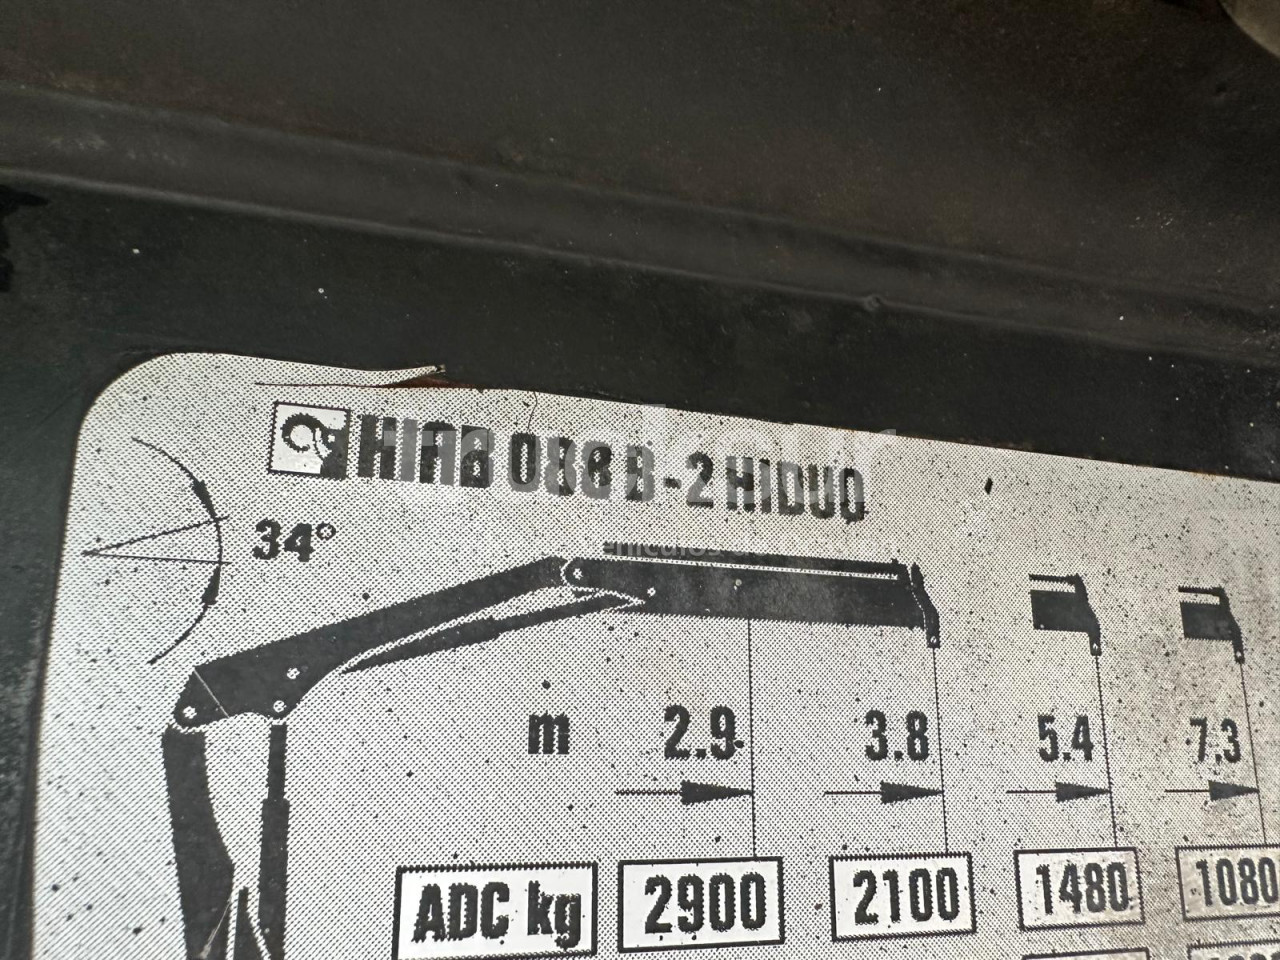 HIAB 088 B-2 HIDUO
34°
m 2.9 3.8 5.4 7.3
ADC kg 2900 2100 1480 1080